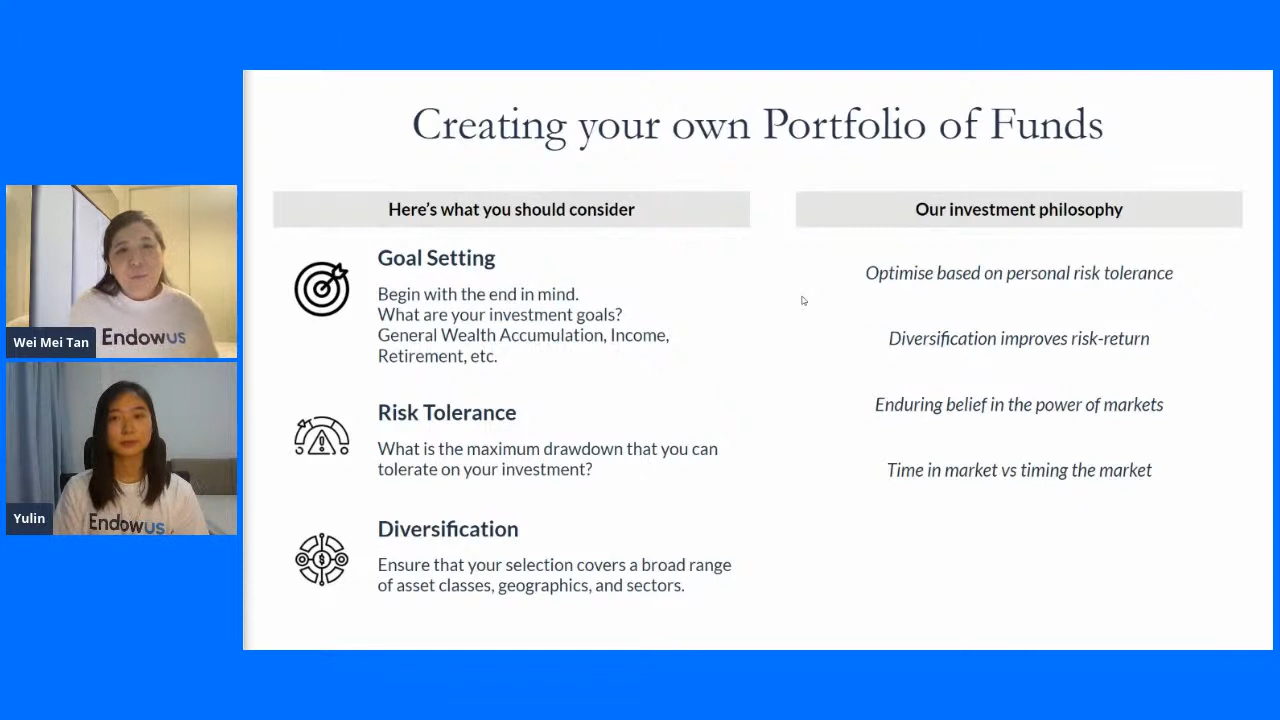 Creating your own Portfolio of Funds
Here's what you should consider
Goal Setting
Begin with the end in mind.
What are your investment goals?
General Wealth Accumulation, Income,
Retirement, etc.
Risk Tolerance
What is the maximum drawdown that you can
tolerate on your investment?
Diversification
Ensure that your selection covers a broad range
of asset classes, geographics, and sectors.
Our investment philosophy
Optimise based on personal risk tolerance
Diversification improves risk-return
Enduring belief in the power of markets
Time in market vs timing the market
Endowus
Wei Mei Tan
Endowus
Yulin